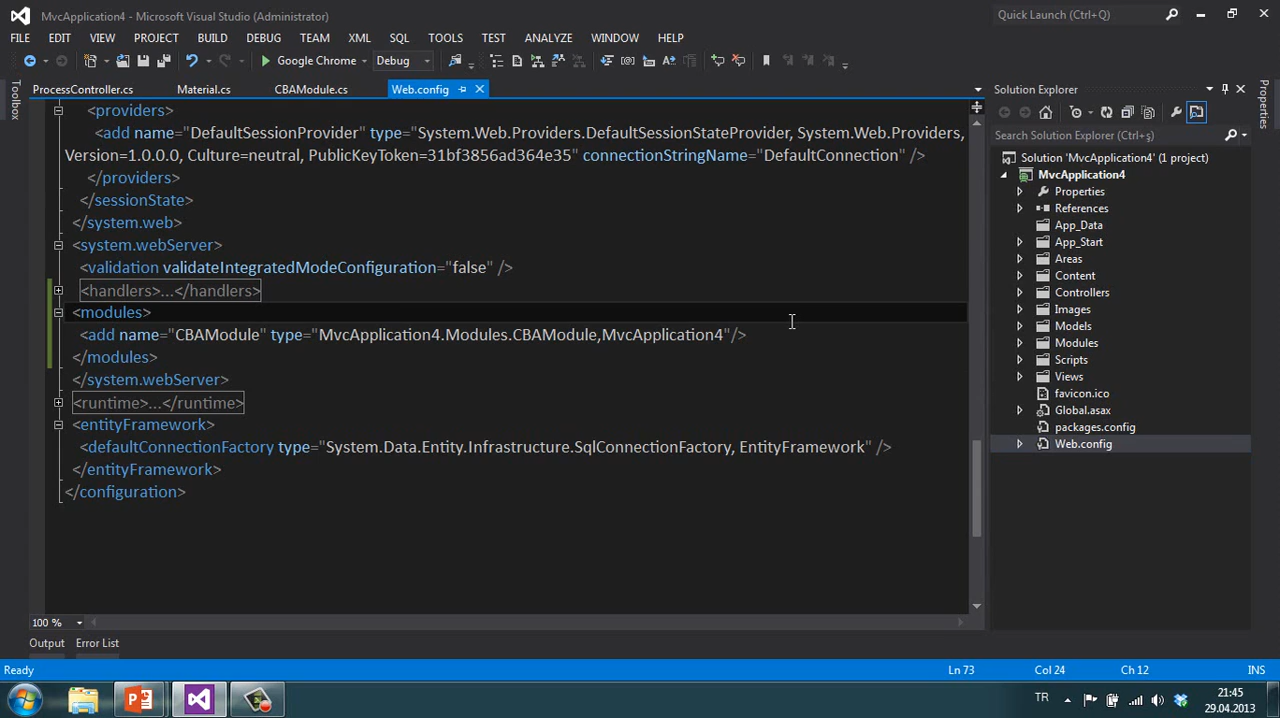 MvcApplication4 - Microsoft Visual Studio (Administrator)
Quick Launch (Ctrl+Q)
FILE EDIT VIEW PROJECT BUILD DEBUG TEAM XML SQL TOOLS TEST ANALYZE WINDOW HELP
Google Chrome Debug
Toolbox
ProcessController.cs Material.cs CBAModule.cs Web.config
<providers>
<add name="DefaultSessionProvider" type="System.Web.Providers.DefaultSessionStateProvider, System.Web.Providers,
Version=1.0.0.0, Culture=neutral, PublicKeyToken=31bf3856ad364e35" connectionStringName="DefaultConnection" />
</providers>
</sessionState>
</system.web>
<system.webServer>
<validation validateIntegratedModeConfiguration="false" />
<handlers>...</handlers>
<modules>
<add name="CBAModule" type="MvcApplication4.Modules.CBAModule,MvcApplication4"/>
</modules>
</system.webServer>
<runtime>...</runtime>
<entityFramework>
<defaultConnectionFactory type="System.Data.Entity.Infrastructure.SqlConnectionFactory, EntityFramework" />
</entityFramework>
</configuration>
100 %
Solution Explorer
Search Solution Explorer (Ctrl+ş)
Solution 'MvcApplication4' (1 project)
MvcApplication4
Properties
References
App_Data
App_Start
Areas
Content
Controllers
Images
Models
Modules
Scripts
Views
favicon.ico
Global.asax
packages.config
Web.config
Properties
Output Error List
Ready Ln 73 Col 24 Ch 12 INS
TR
21:45
29.04.2013